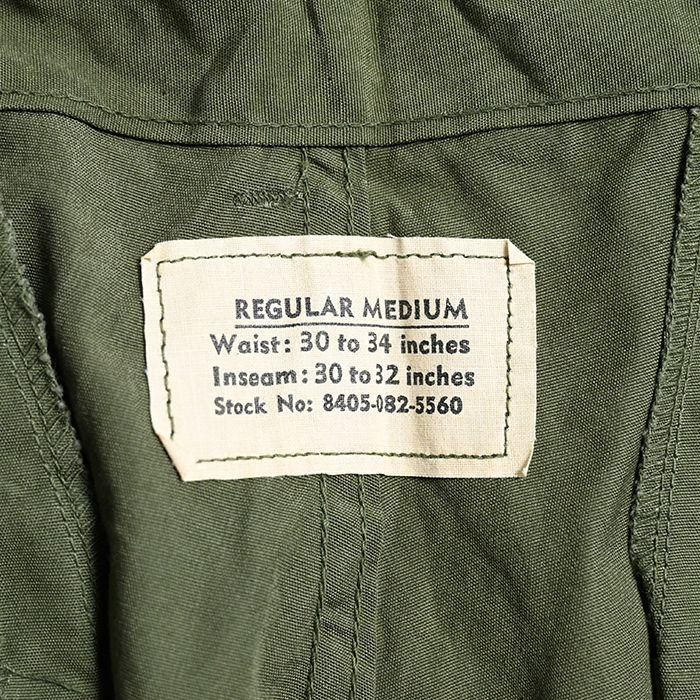 REGULAR MEDIUM
Waist: 30 to 34 inches
Inseam: 30 to 32 inches
Stock No: 8405-082-5560